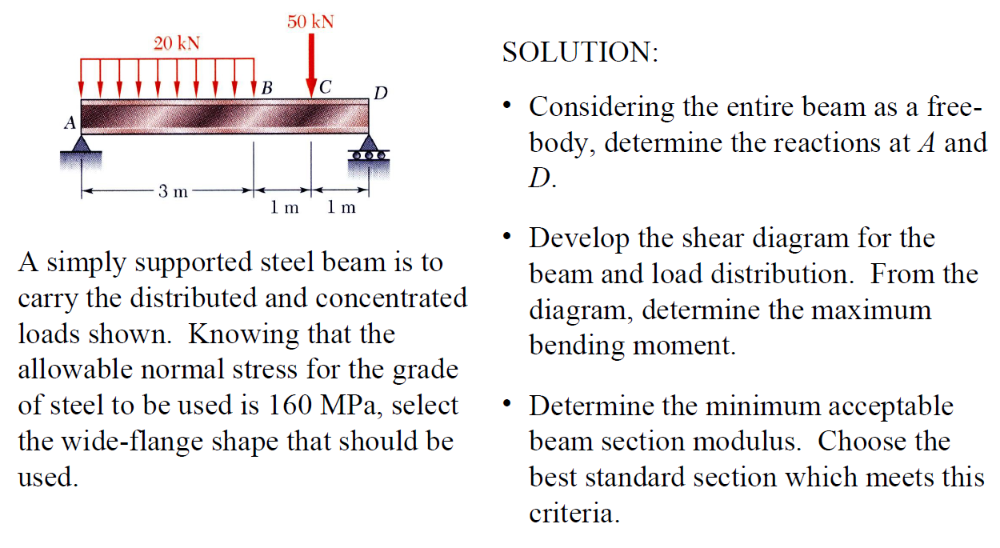 50 kN
20 kN
B
C
D
A
3 m
1 m
1 m
A simply supported steel beam is to
carry the distributed and concentrated
loads shown.  Knowing that the
allowable normal stress for the grade
of steel to be used is 160 MPa, select
the wide-flange shape that should be
used.
SOLUTION:
• Considering the entire beam as a free-
body, determine the reactions at A and
D.
• Develop the shear diagram for the
beam and load distribution.  From the
diagram, determine the maximum
bending moment.
• Determine the minimum acceptable
beam section modulus.  Choose the
best standard section which meets this
criteria.